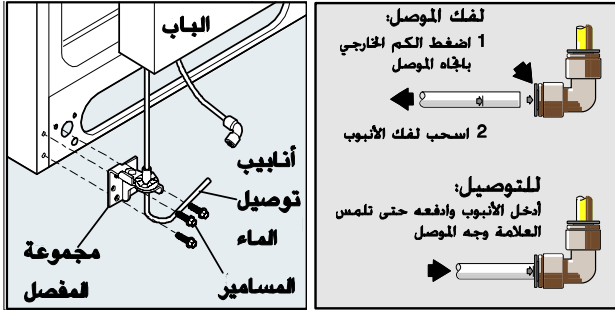 لفك الموصل:
1 اضغط الكم الخارجي
باتجاه الموصل
2 اسحب لفك الأنبوب
للتوصيل:
أدخل الأنبوب وادفعه حتى تلمس
العلامة وجه الموصل
الباب
أنابيب
توصيل
الماء
مجموعة
المفصل
المسامير